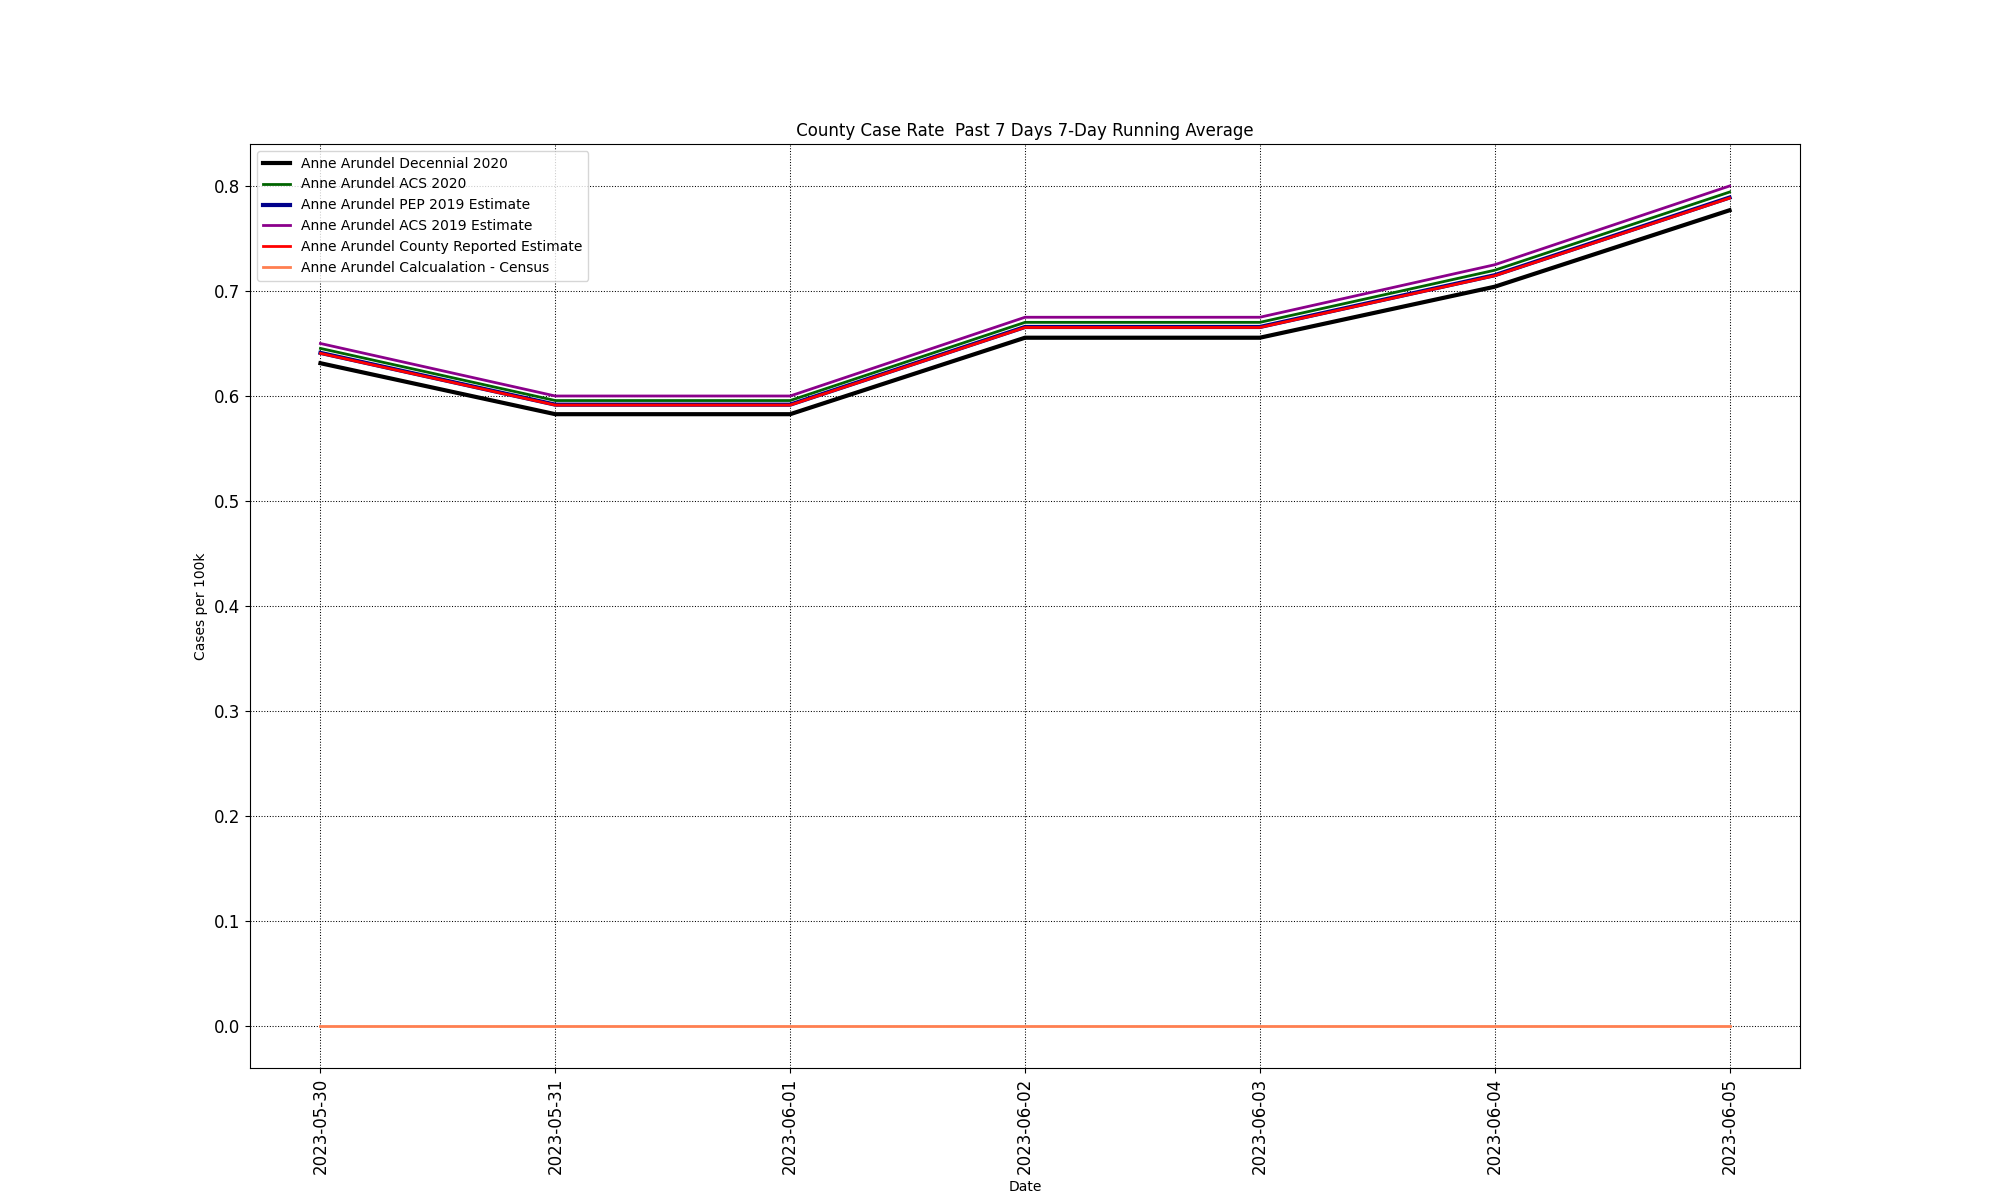 County Case Rate  Past 7 Days 7-Day Running Average
Anne Arundel Decennial 2020
Anne Arundel ACS 2020
Anne Arundel PEP 2019 Estimate
Anne Arundel ACS 2019 Estimate
Anne Arundel County Reported Estimate
Anne Arundel Calcualation - Census
Cases per 100k
0.8
0.7
0.6
0.5
0.4
0.3
0.2
0.1
0.0
2023-05-30
2023-05-31
2023-06-01
2023-06-02
2023-06-03
2023-06-04
2023-06-05
Date